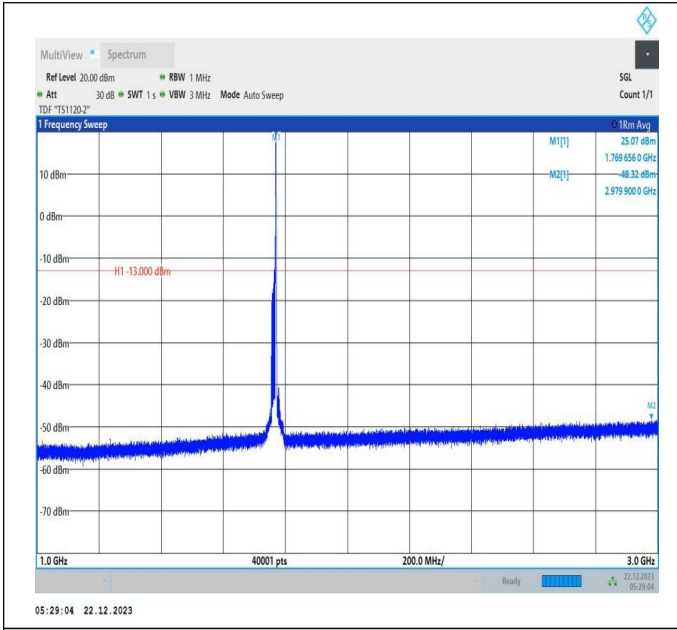 R S
MultiView Spectrum
Ref Level 20.00 dBm RBW 1 MHz SGL
Att 30 dB SWT 1 s VBW 3 MHz Mode Auto Sweep Count 1/1
TDF "TS1120-2"
1 Frequency Sweep 1Rm Avg
M1
M1[1] 25.07 dBm
1.769 656 0 GHz
10 dBm M2[1] -48.32 dBm
2.979 900 0 GHz
0 dBm
-10 dBm
H1 -13.000 dBm
-20 dBm
-30 dBm
-40 dBm
M2
-50 dBm
-60 dBm
-70 dBm
1.0 GHz 40001 pts 200.0 MHz/ 3.0 GHz
Ready 22.12.2023
05:29:04
05:29:04 22.12.2023